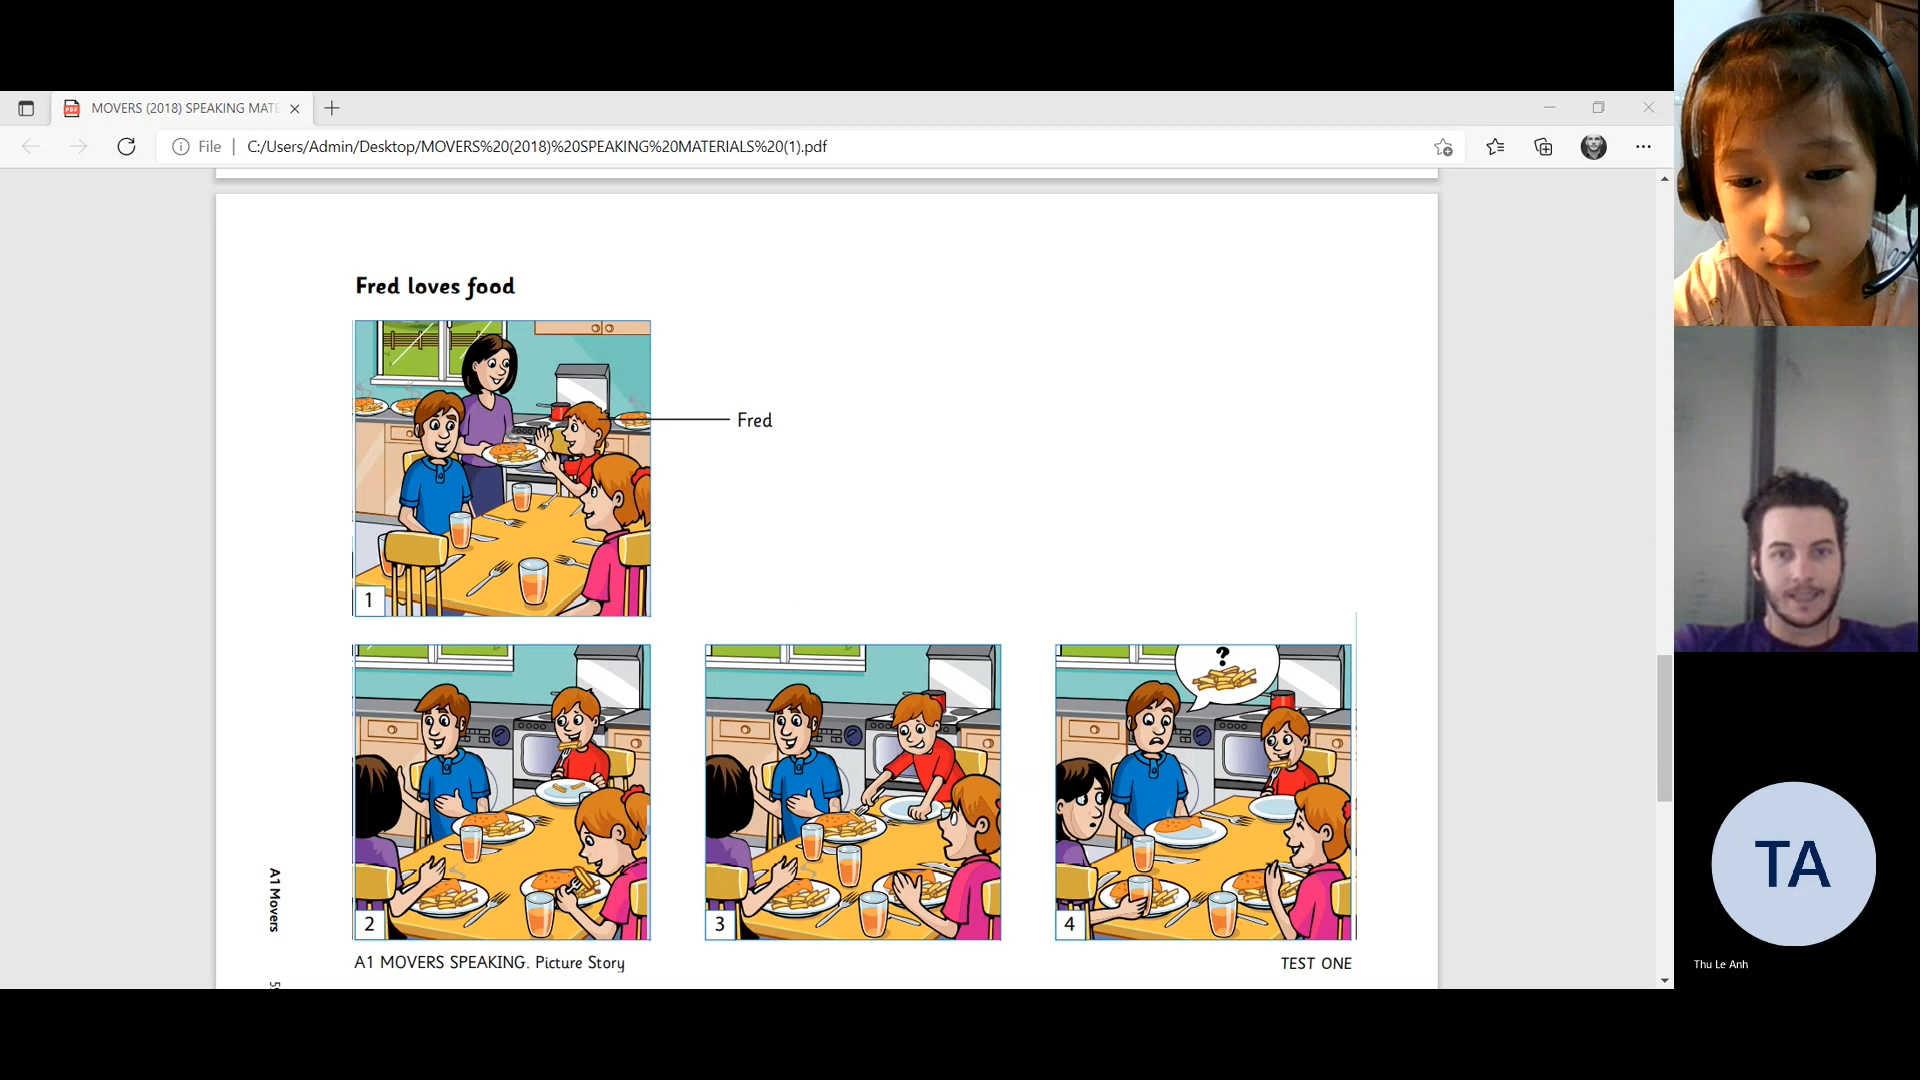 MOVERS (2018) SPEAKING MATE
File
C:/Users/Admin/Desktop/MOVERS%20(2018)%20SPEAKING%20MATERIALS%20(1).pdf
Fred loves food
Fred
1
?
2
3
4
A1 Movers
A1 MOVERS SPEAKING. Picture Story
TEST ONE
TA
Thu Le Anh